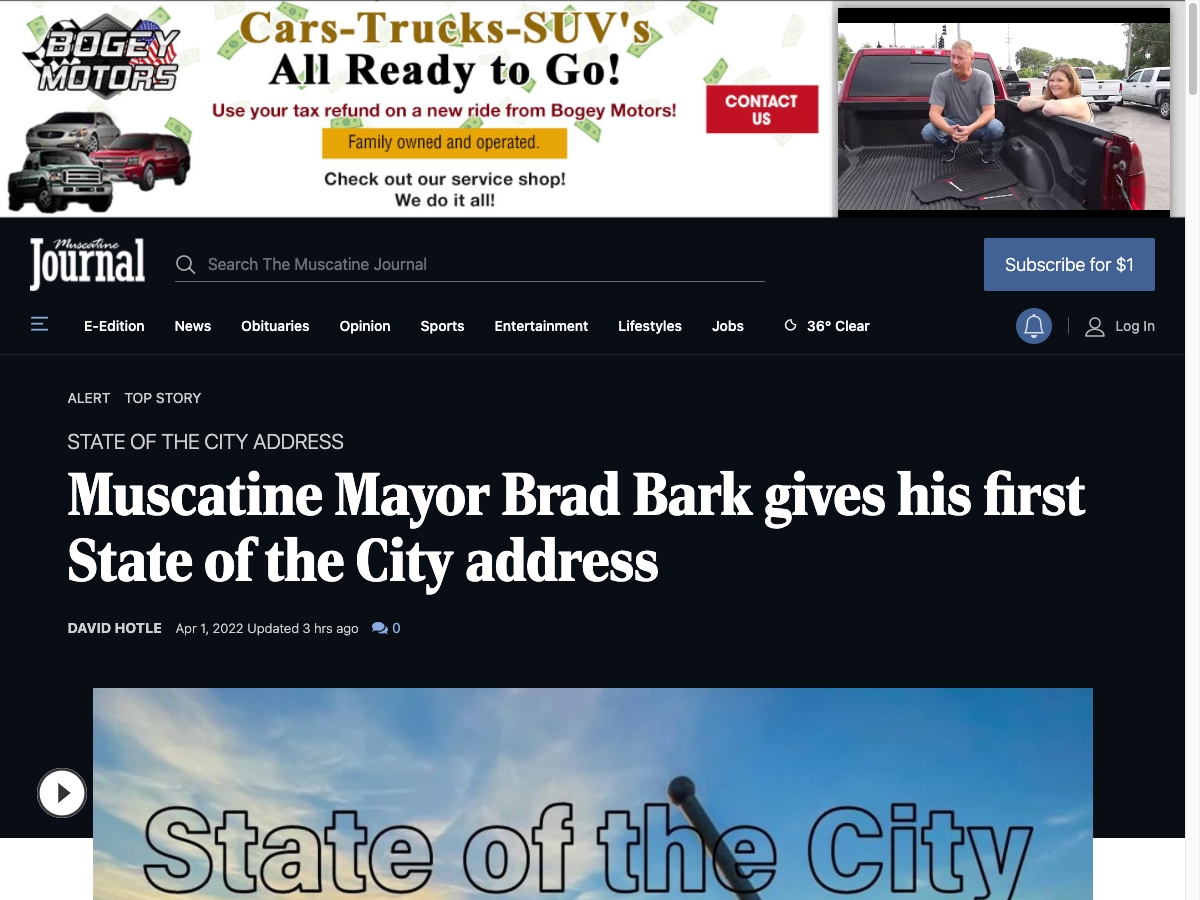 BOGEY
MOTORS
Cars-Trucks-SUV's
All Ready to Go!
Use your tax refund on a new ride from Bogey Motors!
Family owned and operated.
Check out our service shop!
We do it all!
CONTACT
US
Muscatine
Journal
Search The Muscatine Journal
Subscribe for $1
E-Edition News Obituaries Opinion Sports Entertainment Lifestyles Jobs 36° Clear Log In
ALERT TOP STORY
STATE OF THE CITY ADDRESS
Muscatine Mayor Brad Bark gives his first
State of the City address
DAVID HOTLE Apr 1, 2022 Updated 3 hrs ago 0
State of the City